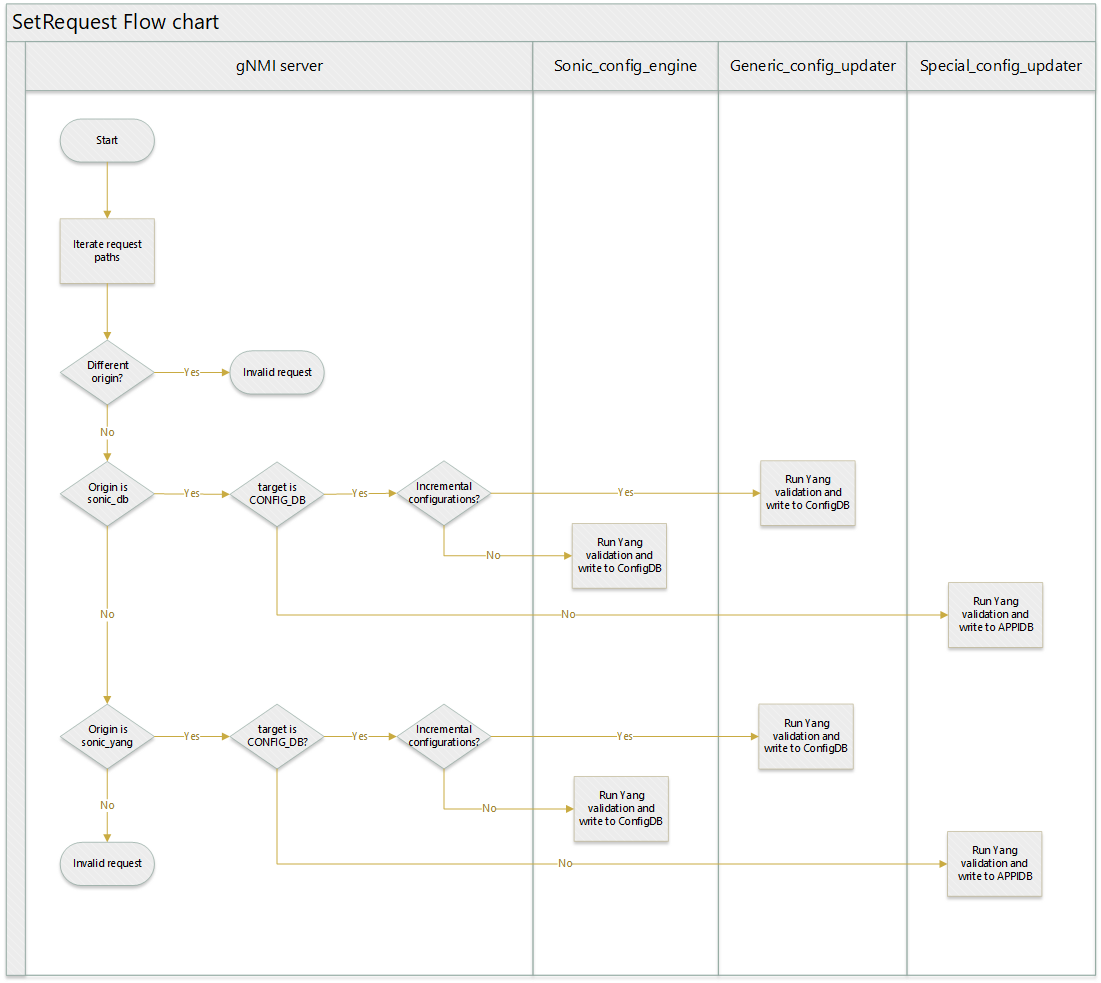 SetRequest Flow chart
gNMI server
Sonic_config_engine
Generic_config_updater
Special_config_updater
Start
Iterate request
paths
Different
origin?
Yes
Invalid request
No
Origin is
sonic_db
Yes
target is
CONFIG_DB
Yes
Incremental
configurations?
Yes
Run Yang
validation and
write to ConfigDB
No
Run Yang
validation and
write to ConfigDB
No
No
Run Yang
validation and
write to APPlDB
Origin is
sonic_yang
Yes
target is
CONFIG_DB?
Yes
Incremental
configurations?
Yes
Run Yang
validation and
write to ConfigDB
No
No
Run Yang
validation and
write to ConfigDB
Invalid request
No
Run Yang
validation and
write to APPlDB